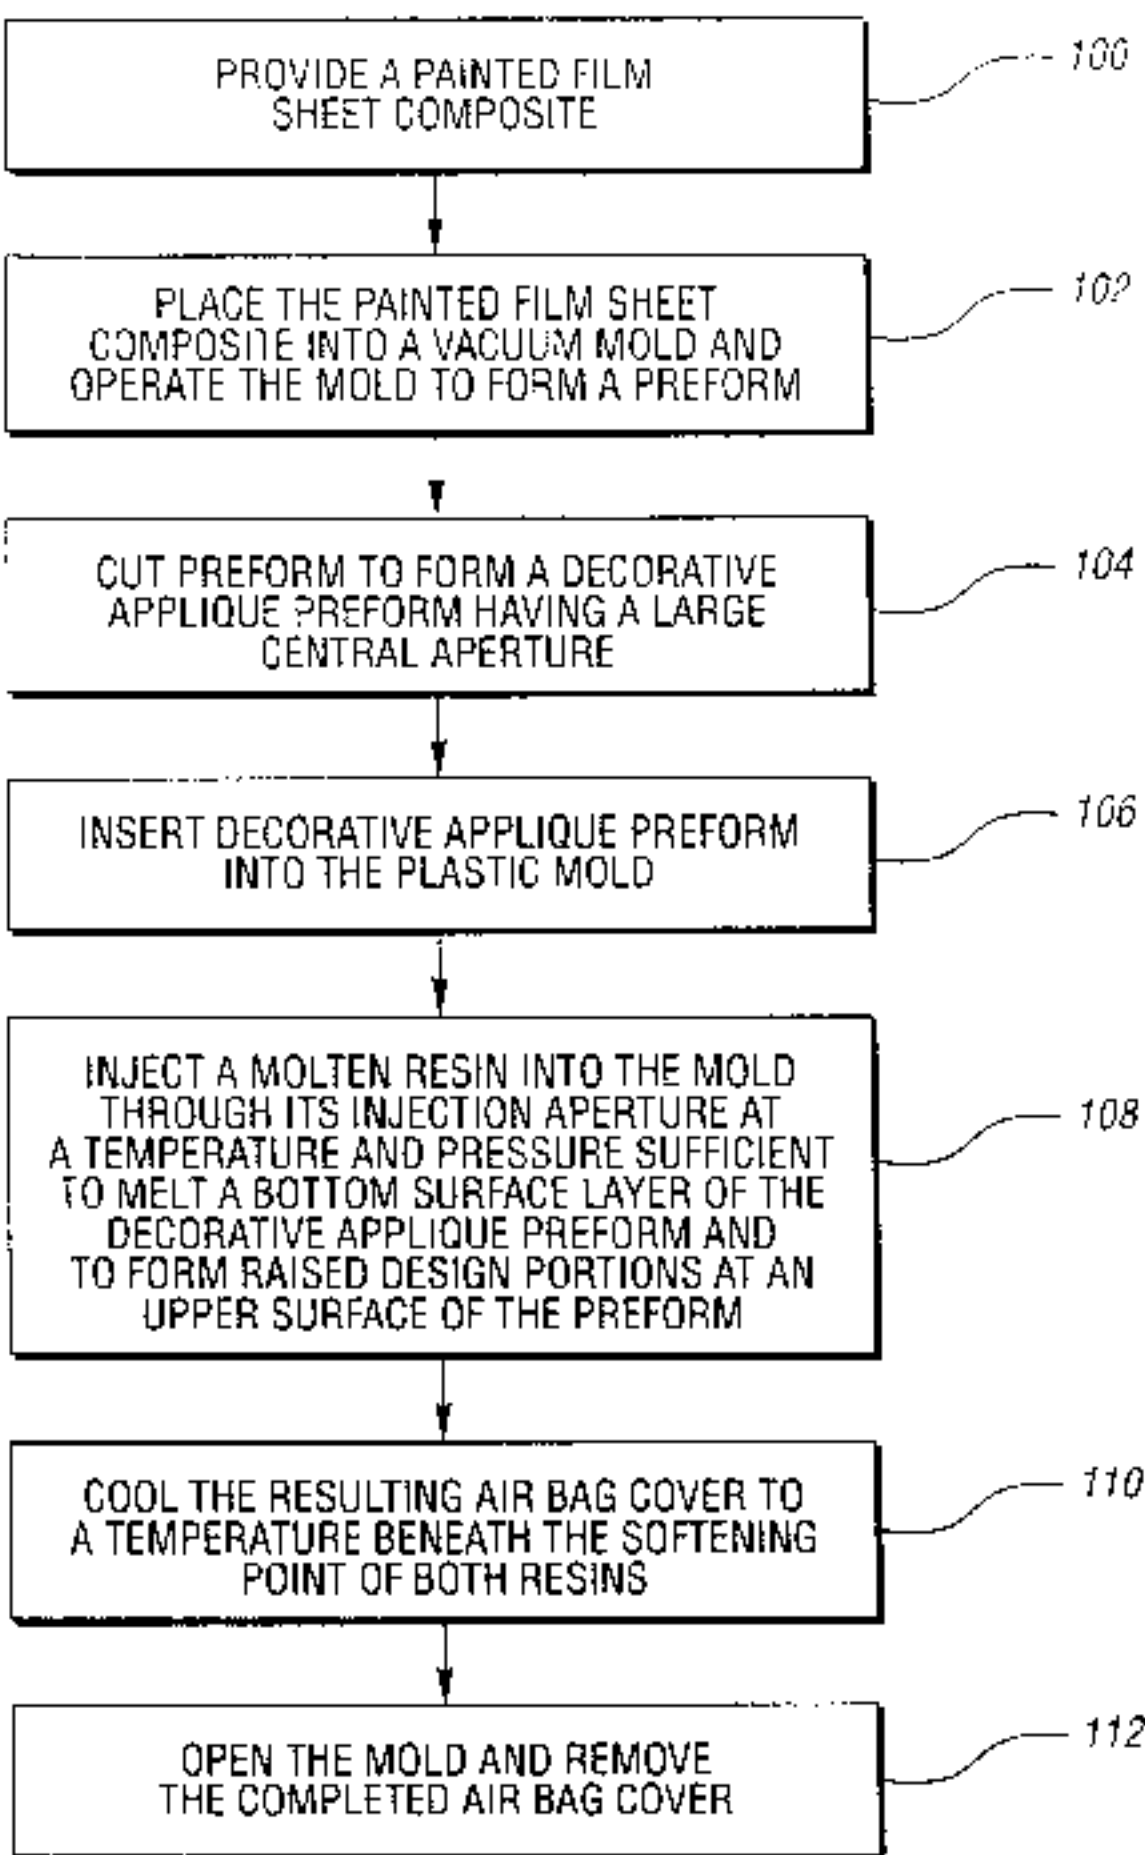 PROVIDE A PAINTED FILM
SHEET COMPOSITE
100
PLACE THE PAINTED FILM SHEET
COMPOSITE INTO A VACUUM MOLD AND
OPERATE THE MOLD TO FORM A PREFORM
102
CUT PREFORM TO FORM A DECORATIVE
APPLIQUE PREFORM HAVING A LARGE
CENTRAL APERTURE
104
INSERT DECORATIVE APPLIQUE PREFORM
INTO THE PLASTIC MOLD
106
INJECT A MOLTEN RESIN INTO THE MOLD
THROUGH ITS INJECTION APERTURE AT
A TEMPERATURE AND PRESSURE SUFFICIENT
TO MELT A BOTTOM SURFACE LAYER OF THE
DECORATIVE APPLIQUE PREFORM AND
TO FORM RAISED DESIGN PORTIONS AT AN
UPPER SURFACE OF THE PREFORM
108
COOL THE RESULTING AIR BAG COVER TO
A TEMPERATURE BENEATH THE SOFTENING
POINT OF BOTH RESINS
110
OPEN THE MOLD AND REMOVE
THE COMPLETED AIR BAG COVER
112